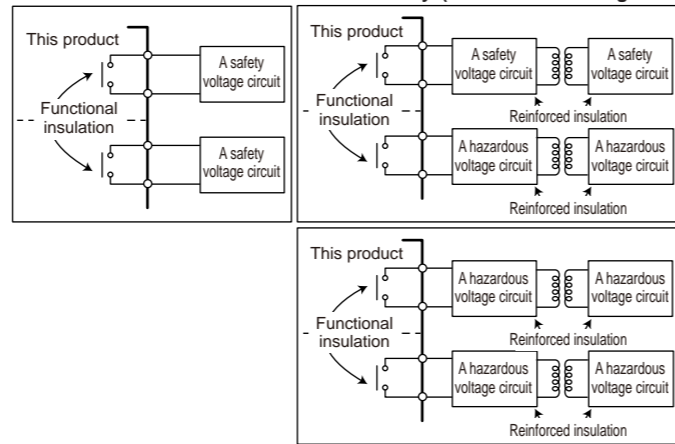 This product
A safety
voltage circuit
Functional
insulation
A safety
voltage circuit
This product
A safety
voltage circuit
A safety
voltage circuit
Reinforced insulation
Functional
insulation
A hazardous
voltage circuit
A hazardous
voltage circuit
Reinforced insulation
This product
A hazardous
voltage circuit
A hazardous
voltage circuit
Reinforced insulation
Functional
insulation
A hazardous
voltage circuit
A hazardous
voltage circuit
Reinforced insulation